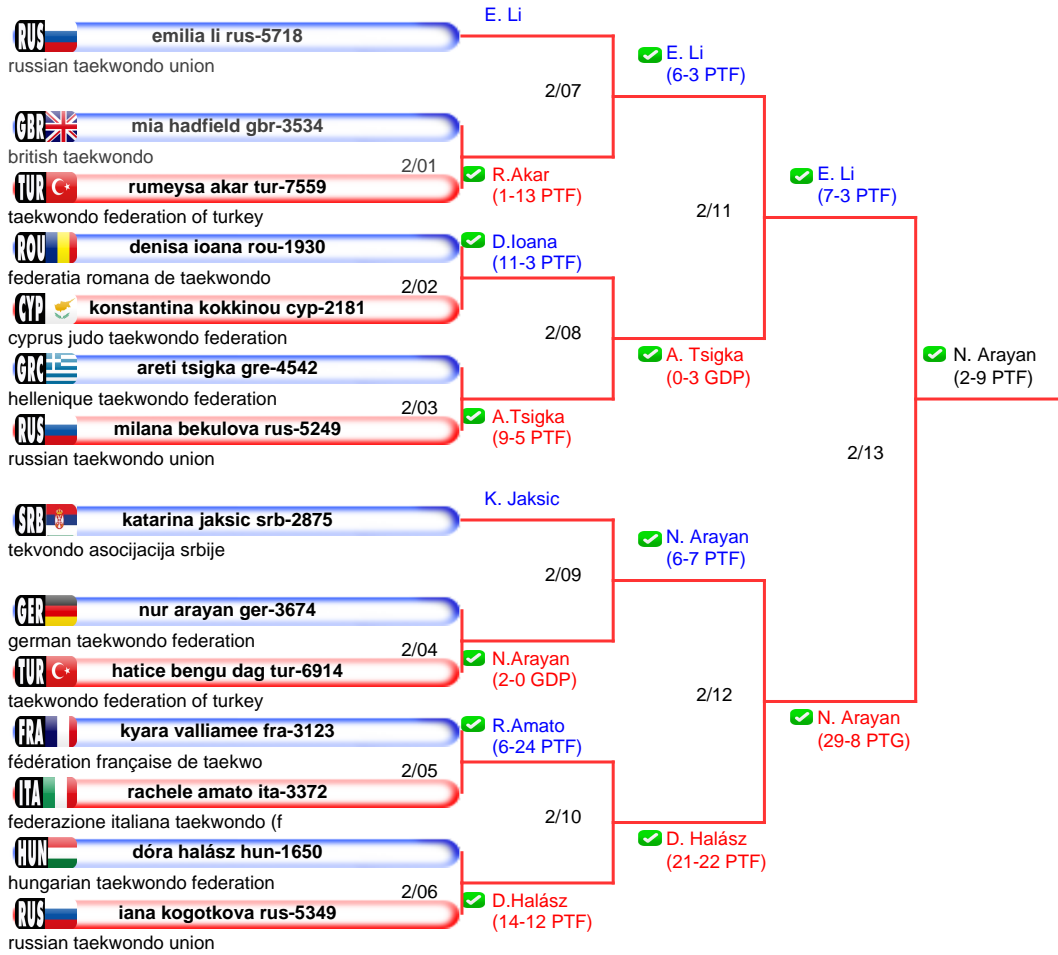 E. Li
RUS emilia li rus-5718
russian taekwondo union
E. Li
(6-3 PTF)
2/07
GBR mia hadfield gbr-3534
british taekwondo
2/01
TUR rumeysa akar tur-7559
taekwondo federation of turkey
R.Akar
(1-13 PTF)
E. Li
(7-3 PTF)
2/11
ROU denisa ioana rou-1930
federatia romana de taekwondo
D.Ioana
(11-3 PTF)
2/02
CYP konstantina kokkinou cyp-2181
cyprus judo taekwondo federation
2/08
GRC areti tsigka gre-4542
hellenique taekwondo federation
A. Tsigka
(0-3 GDP)
N. Arayan
(2-9 PTF)
2/03
RUS milana bekulova rus-5249
russian taekwondo union
A.Tsigka
(9-5 PTF)
2/13
K. Jaksic
SRB katarina jaksic srb-2875
tekvondo asocijacija srbije
N. Arayan
(6-7 PTF)
2/09
GER nur arayan ger-3674
german taekwondo federation
2/04
TUR hatice bengu dag tur-6914
taekwondo federation of turkey
N.Arayan
(2-0 GDP)
2/12
FRA kyara valliamee fra-3123
fédération française de taekwo
R.Amato
(6-24 PTF)
N. Arayan
(29-8 PTG)
2/05
ITA rachele amato ita-3372
federazione italiana taekwondo (f
2/10
HUN dóra halász hun-1650
hungarian taekwondo federation
D. Halász
(21-22 PTF)
2/06
RUS iana kogotkova rus-5349
russian taekwondo union
D.Halász
(14-12 PTF)